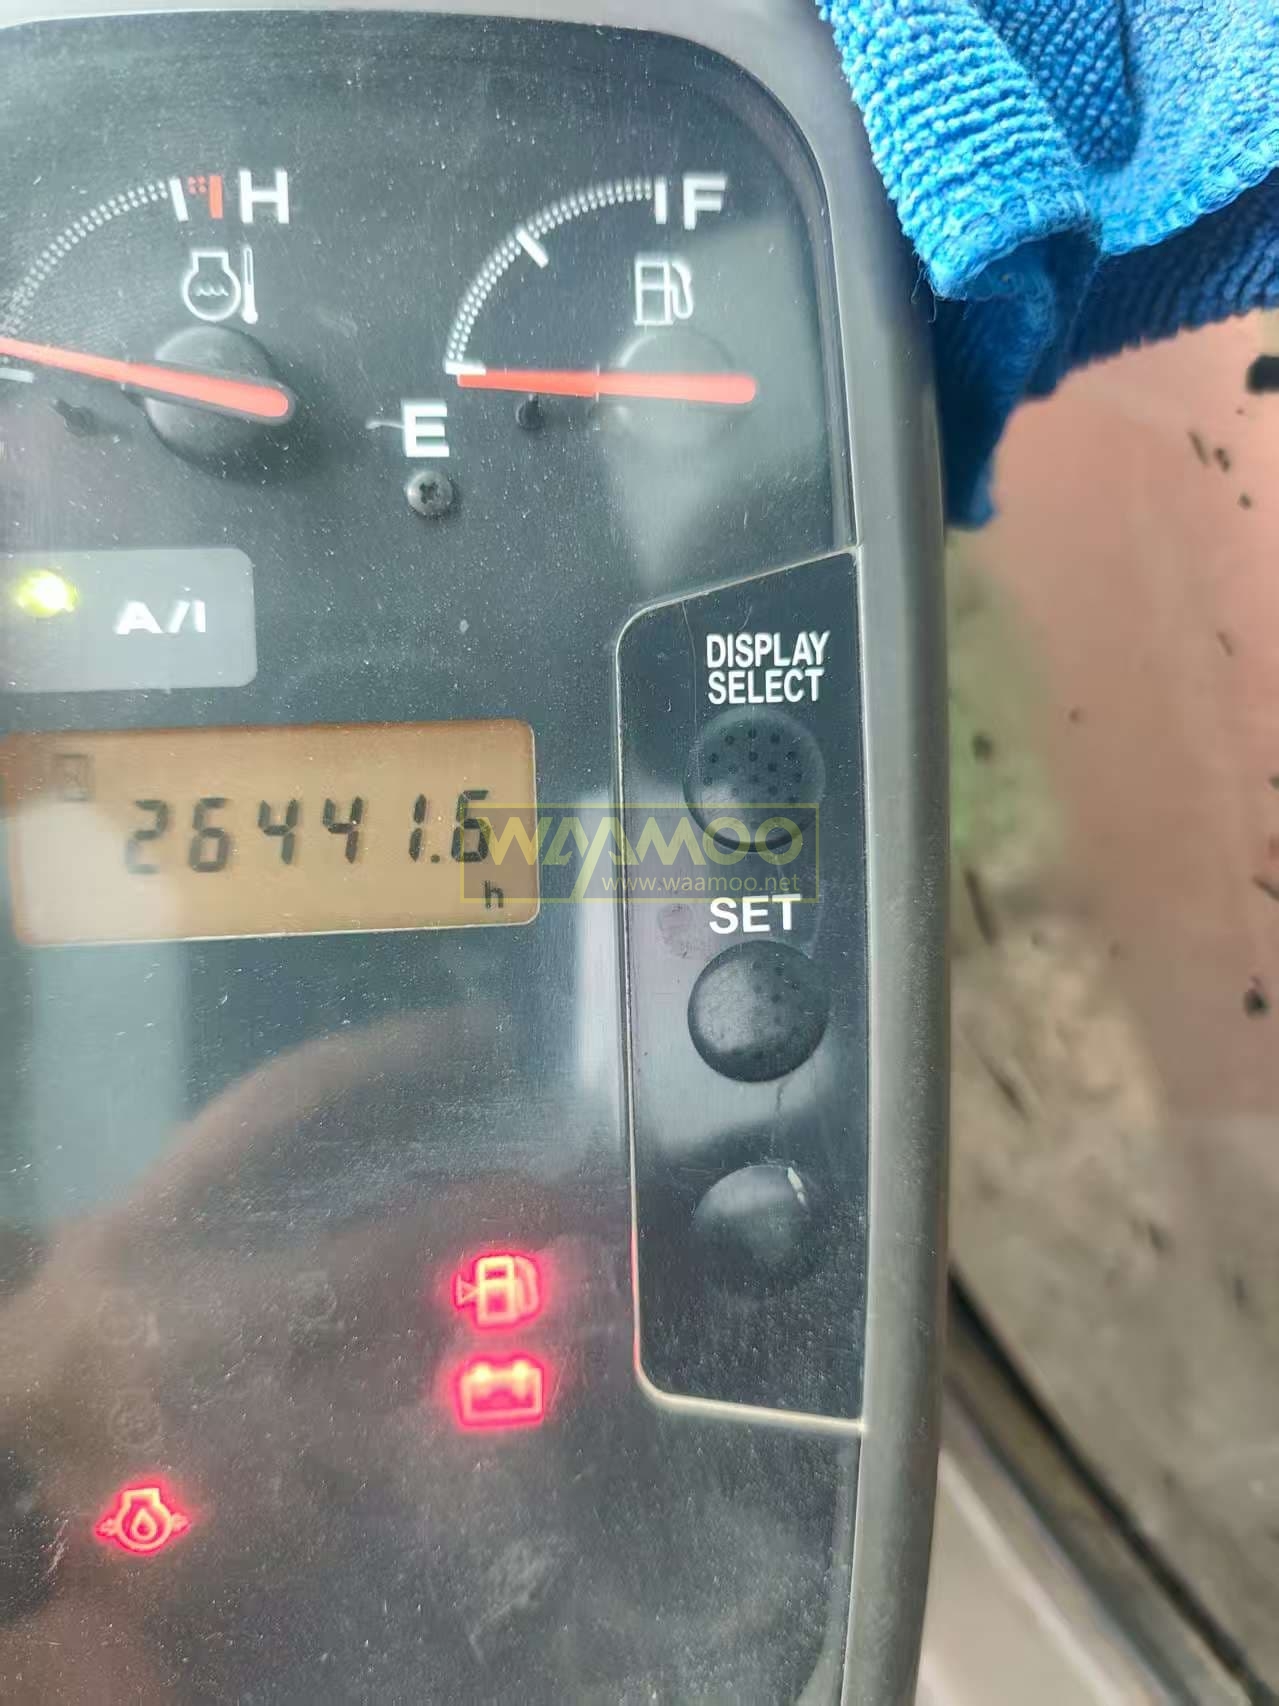 H
F
E
A/I
DISPLAY
SELECT
26441.6
h
WAAMOO
www.waamoo.net
SET